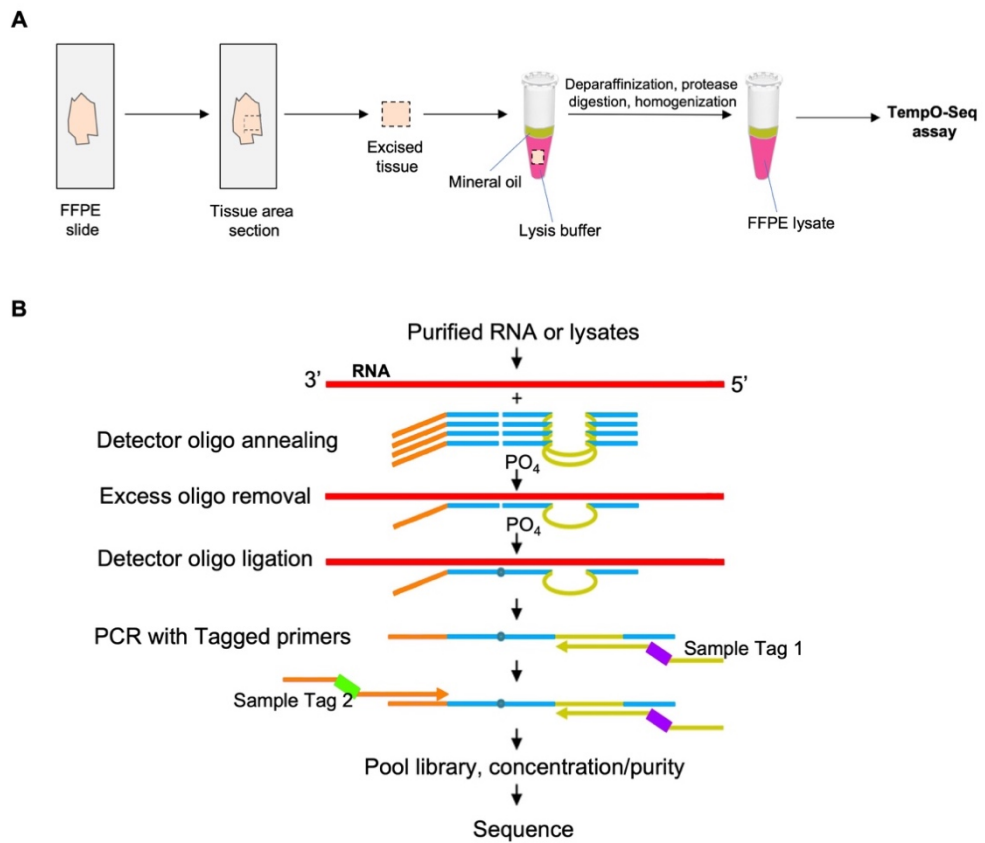 A
FFPE
slide
Tissue area
section
Excised
tissue
Mineral oil
Lysis buffer
Deparaffinization, protease
digestion, homogenization
FFPE lysate
TempO-Seq
assay
B
Purified RNA or lysates
3’ RNA 5’
+
Detector oligo annealing
PO4
Excess oligo removal
PO4
Detector oligo ligation
PCR with Tagged primers
Sample Tag 1
Sample Tag 2
Pool library, concentration/purity
Sequence